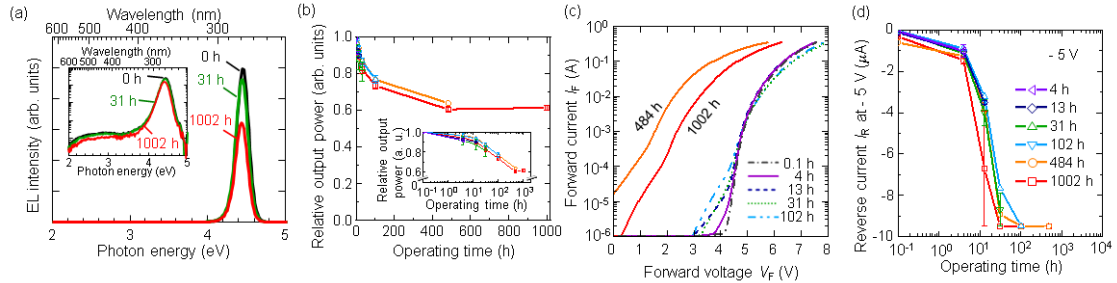 (a)
Wavelength (nm)
600 500 400 300
EL intensity (arb. units)
Wavelength (nm)
600 500 400 300
0 h
31 h
1002 h
2 3 4 5
Photon energy (eV)
0 h
31 h
1002 h
2 3 4 5
Photon energy (eV)
(b)
Relative output power (arb. units)
1.0
0.8
0.6
0.4
0.2
0.0
Relative output
power (a. u.)
1.0
0.8
0.6
0.4
10⁻¹ 10⁰ 10¹ 10² 10³
Operating time (h)
0 200 400 600 800 1000
Operating time (h)
(c)
Forward current I_F (A)
10⁰
10⁻¹
10⁻²
10⁻³
10⁻⁴
10⁻⁵
10⁻⁶
484 h
1002 h
0.1 h
4 h
13 h
31 h
102 h
0 1 2 3 4 5 6 7 8
Forward voltage V_F (V)
(d)
Reverse current I_R at - 5 V (μA)
0
-2
-4
-6
-8
-10
- 5 V
4 h
13 h
31 h
102 h
484 h
1002 h
10⁻¹ 10⁰ 10¹ 10² 10³ 10⁴
Operating time (h)